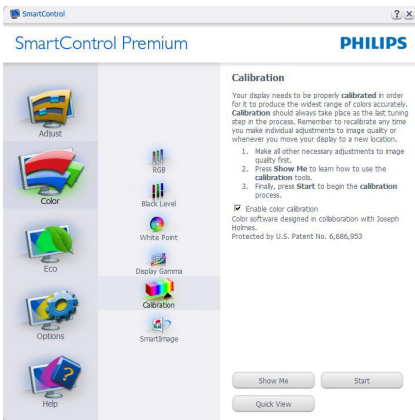 SmartControl
SmartControl Premium
PHILIPS
Adjust
Color
Eco
Options
Help
RGB
Black Level
White Point
Display Gamma
Calibration
SmartImage
Calibration
Your display needs to be properly calibrated in order
for it to produce the widest range of colors accurately.
Calibration should always take place as the last tuning
step in the process. Remember to recalibrate any time
you make individual adjustments to image quality or
whenever you move your display to a new location.
1. Make all other necessary adjustments to image
quality first.
2. Press Show Me to learn how to use the
calibration tools.
3. Finally, press Start to begin the calibration
process.
Enable color calibration
Color software designed in collaboration with Joseph
Holmes.
Protected by U.S. Patent No. 6,686,953
Show Me
Start
Quick View